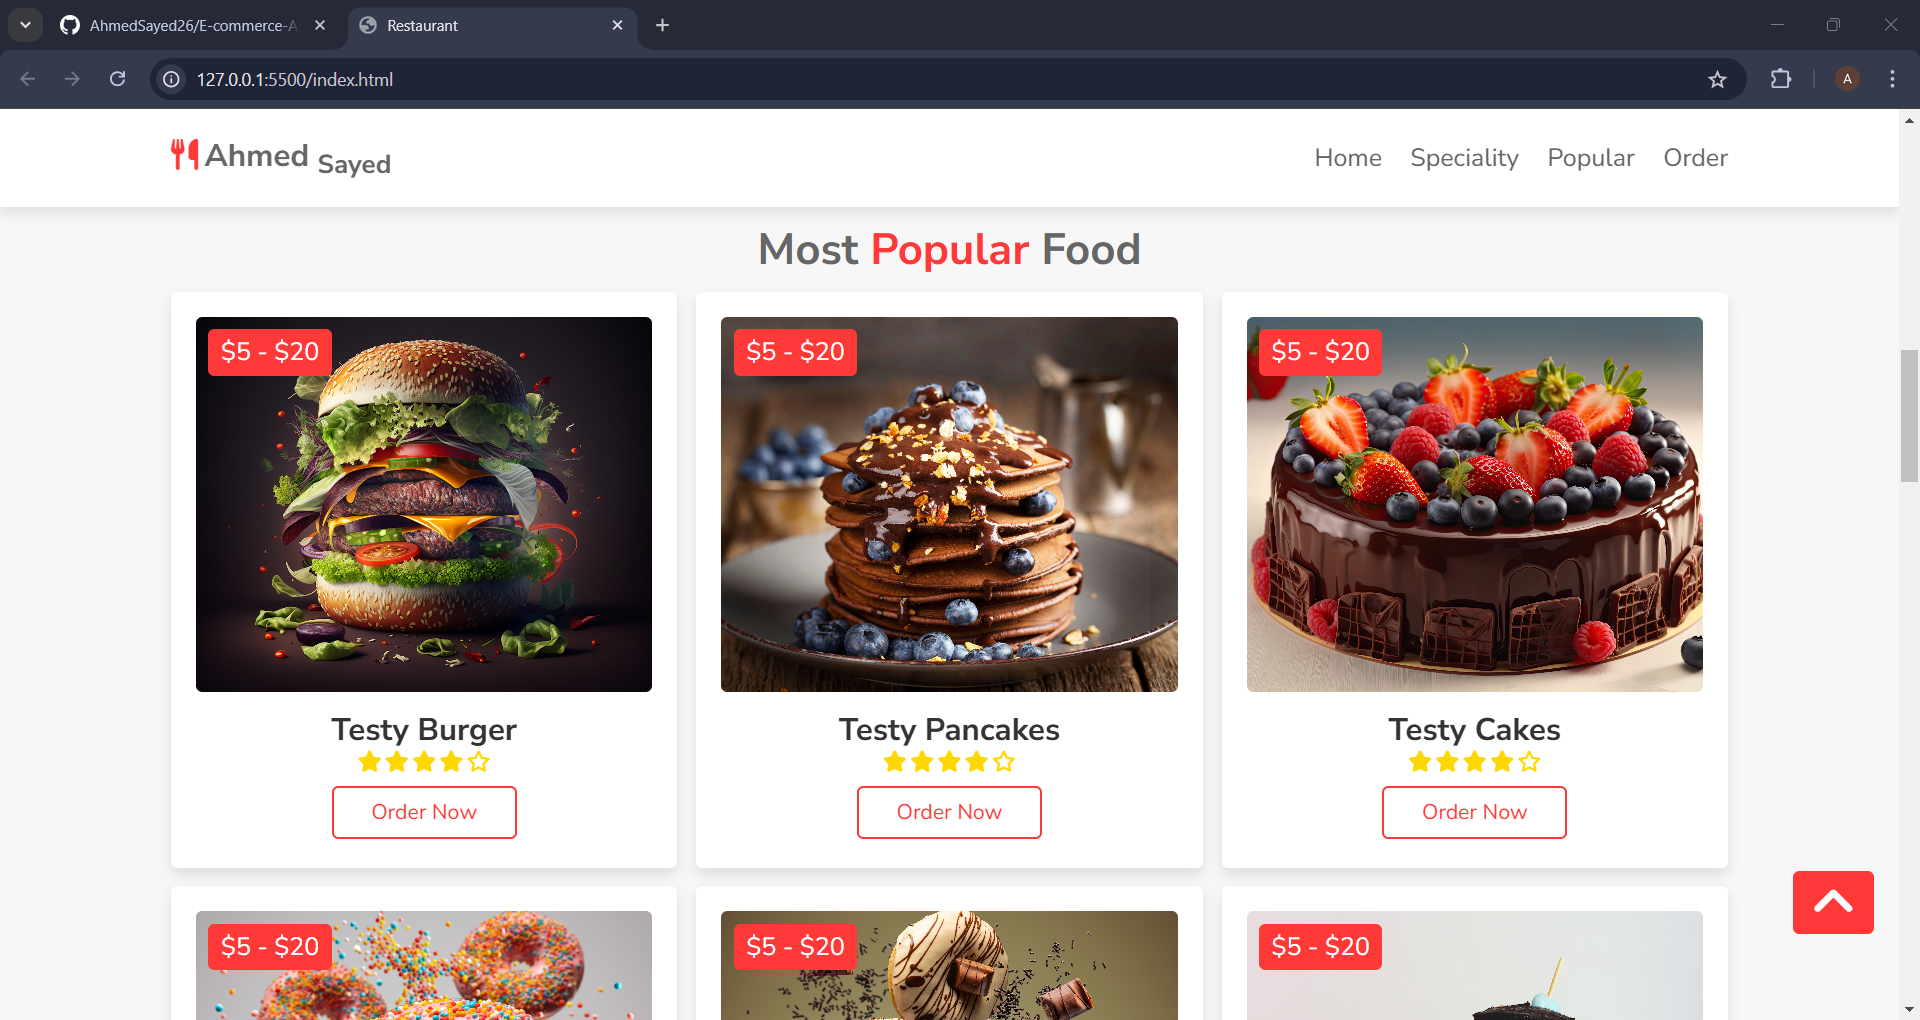 AhmedSayed26/E-commerce-A
Restaurant
127.0.0.1:5500/index.html
A
Ahmed Sayed
Home Speciality Popular Order
Most Popular Food
$5 - $20 $5 - $20 $5 - $20
Testy Burger Testy Pancakes Testy Cakes
Order Now Order Now Order Now
$5 - $20 $5 - $20 $5 - $20